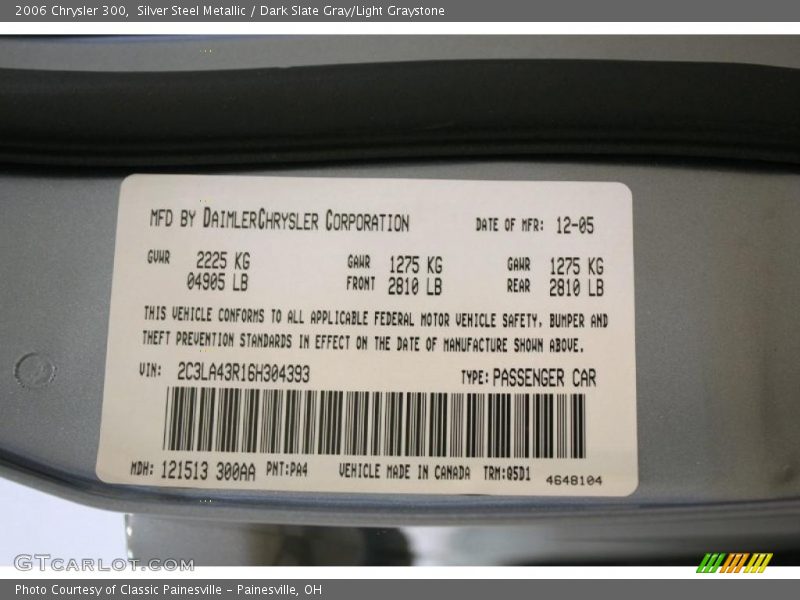 2006 Chrysler 300, Silver Steel Metallic / Dark Slate Gray/Light Graystone
MFD BY DAIMLERCHRYSLER CORPORATION DATE OF MFR: 12-05
GVWR 2225 KG GAWR 1275 KG GAWR 1275 KG
04905 LB FRONT 2810 LB REAR 2810 LB
THIS VEHICLE CONFORMS TO ALL APPLICABLE FEDERAL MOTOR VEHICLE SAFETY, BUMPER AND
THEFT PREVENTION STANDARDS IN EFFECT ON THE DATE OF MANUFACTURE SHOWN ABOVE.
VIN: 2C3LA43R16H304393 TYPE: PASSENGER CAR
MDH: 121513 300AA PNT:PA4 VEHICLE MADE IN CANADA TRM:Q5D1 4648104
GTCARLOT.COM
Photo Courtesy of Classic Painesville - Painesville, OH